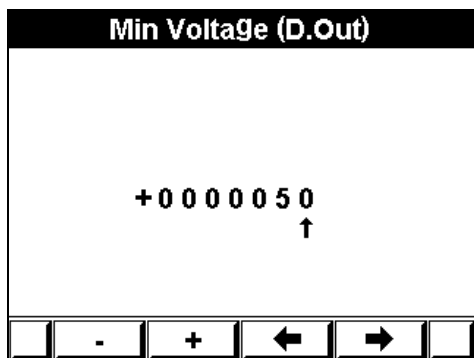 Min Voltage (D.Out)
+0000050
↑
- + ← →